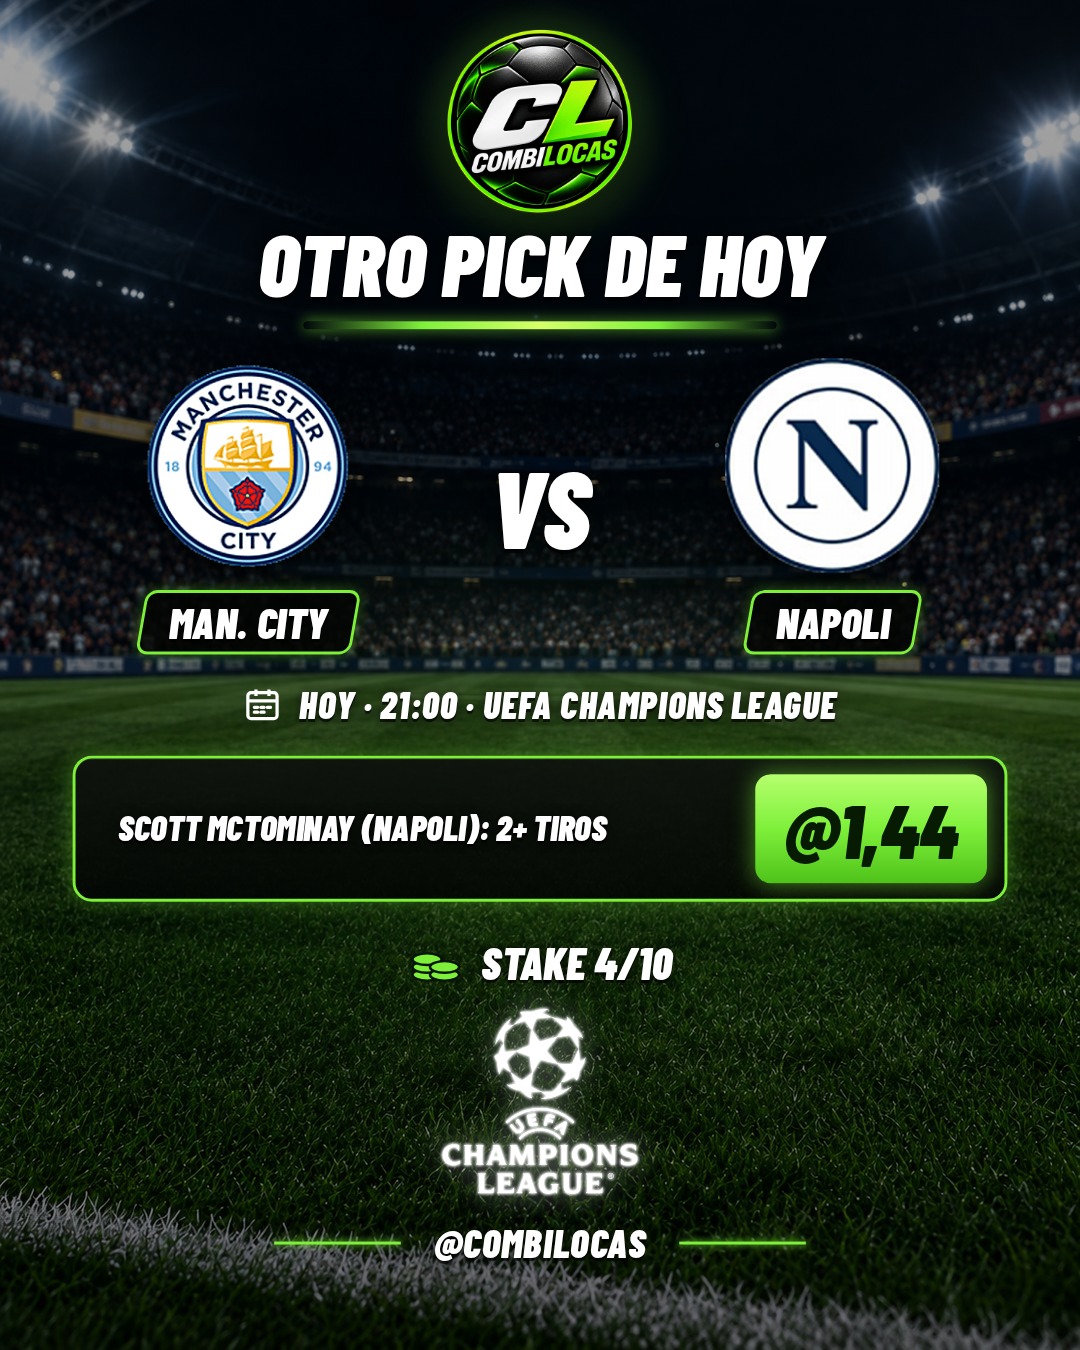 CL
COMBILOCAS
OTRO PICK DE HOY
MANCHESTER
18 94
CITY
N
VS
MAN. CITY
NAPOLI
HOY · 21:00 · UEFA CHAMPIONS LEAGUE
SCOTT MCTOMINAY (NAPOLI): 2+ TIROS
@1,44
STAKE 4/10
UEFA
CHAMPIONS
LEAGUE®
@COMBILOCAS